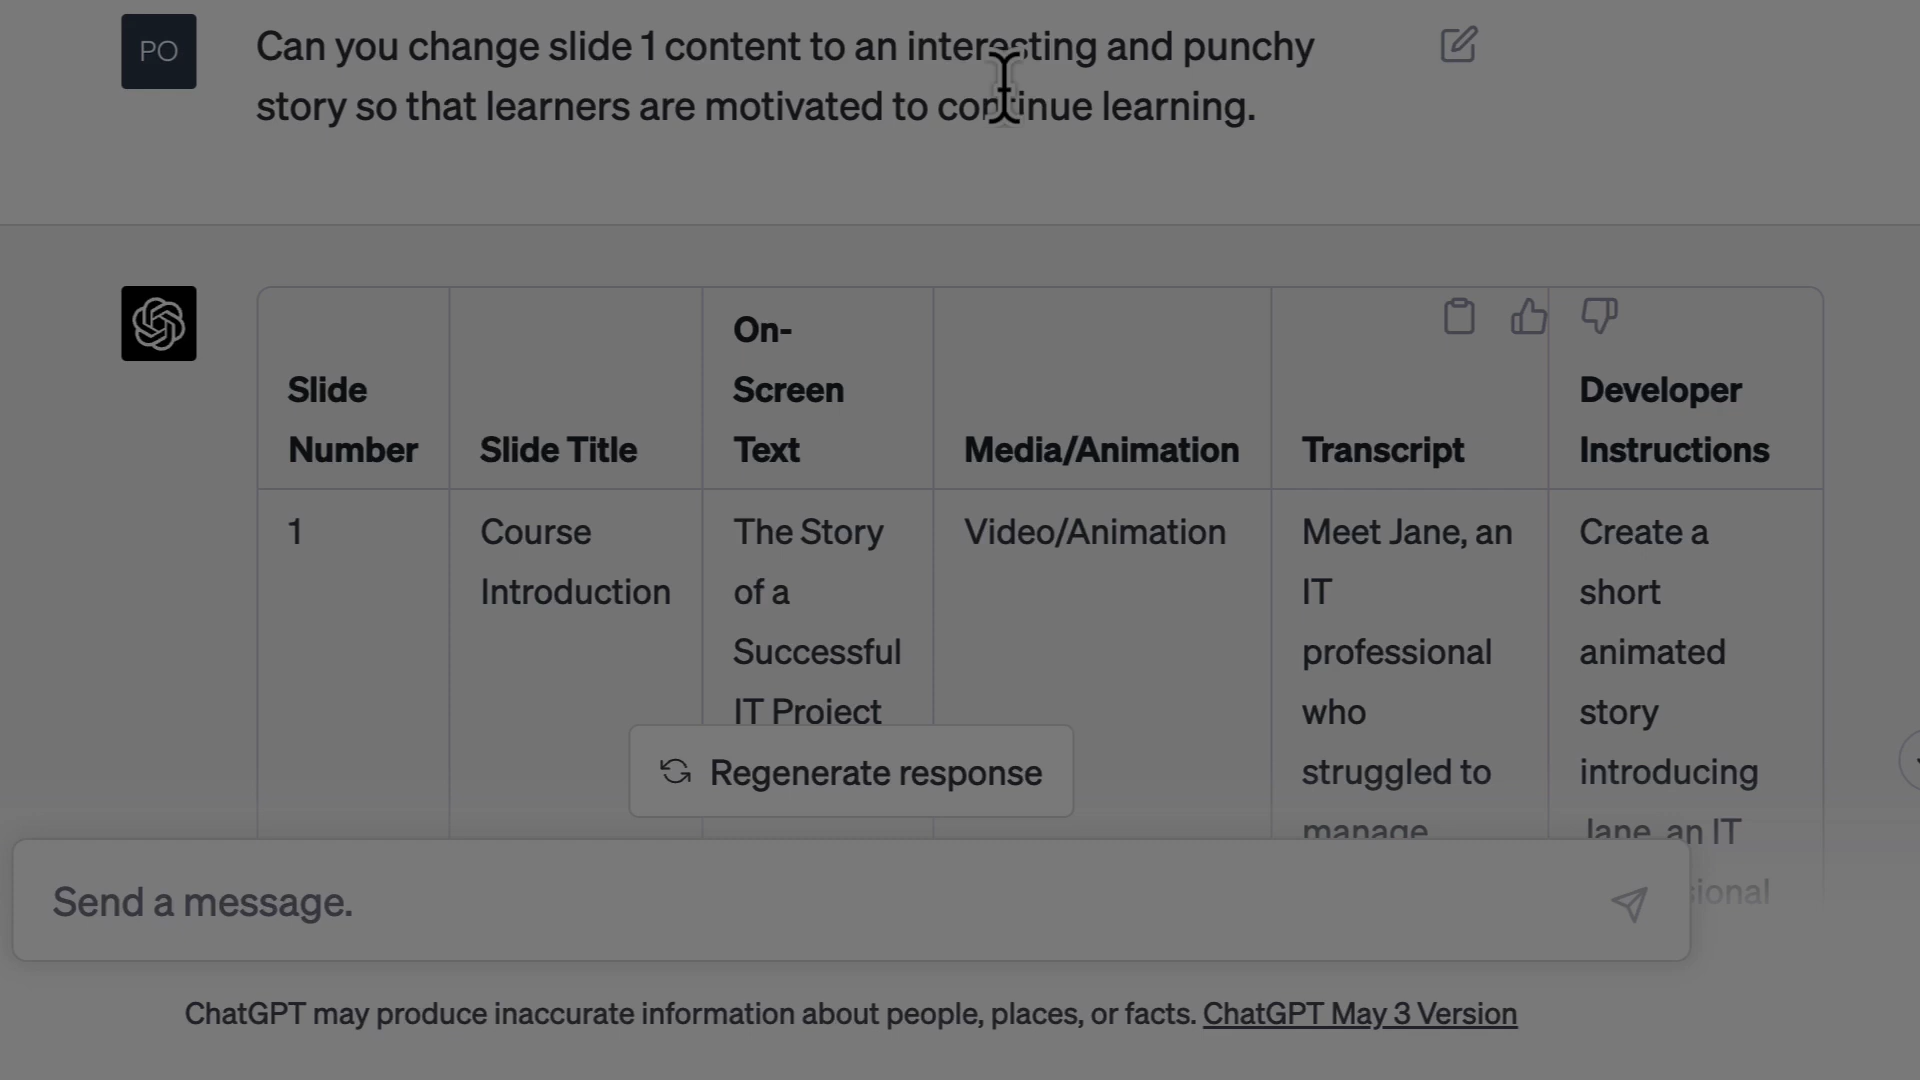 PO
Can you change slide 1 content to an interesting and punchy
story so that learners are motivated to continue learning.
Slide Number
Slide Title
On-Screen Text
Media/Animation
Transcript
Developer Instructions
1
Course Introduction
The Story of a Successful IT Project
Video/Animation
Meet Jane, an IT professional who struggled to manage
Create a short animated story introducing Jane, an IT
Regenerate response
Send a message.
ChatGPT may produce inaccurate information about people, places, or facts. ChatGPT May 3 Version